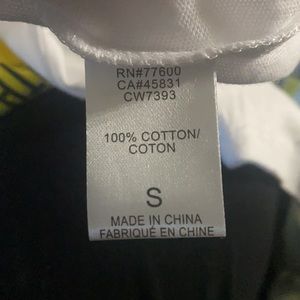 RN#77600
CA#45831
CW7393
100% COTTON/
COTON
S
MADE IN CHINA
FABRIQUÉ EN CHINE